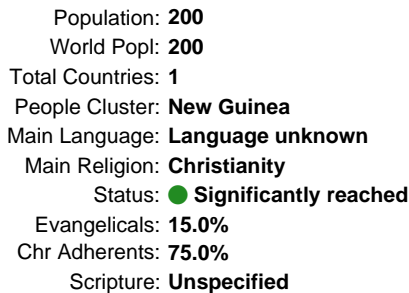 Population: 200
World Popl: 200
Total Countries: 1
People Cluster: New Guinea
Main Language: Language unknown
Main Religion: Christianity
Status: Significantly reached
Evangelicals: 15.0%
Chr Adherents: 75.0%
Scripture: Unspecified